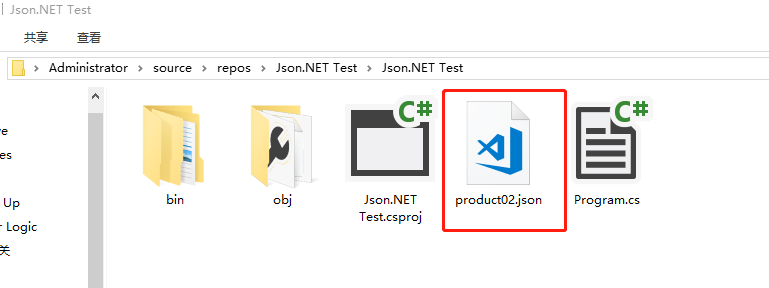 Json.NET Test
共享 查看
Administrator source repos Json.NET Test Json.NET Test
ve
es
Up
Logic
关
C#
C#
bin
obj
Json.NET
Test.csproj
product02.json
Program.cs